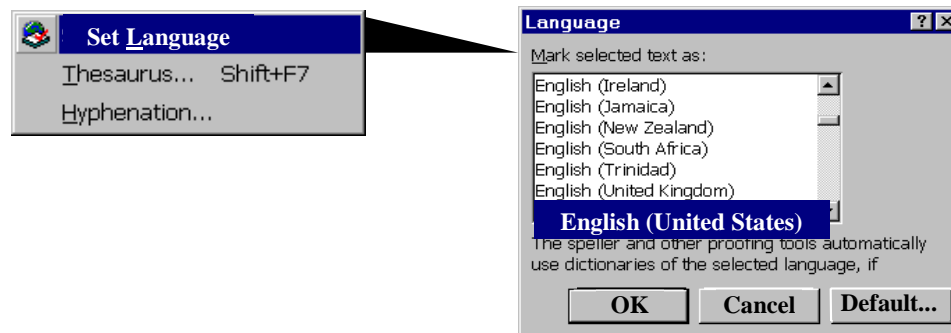 Set Language
Thesaurus... Shift+F7
Hyphenation...
Language
Mark selected text as:
English (Ireland)
English (Jamaica)
English (New Zealand)
English (South Africa)
English (Trinidad)
English (United Kingdom)
English (United States)
The speller and other proofing tools automatically
use dictionaries of the selected language, if
OK Cancel Default...